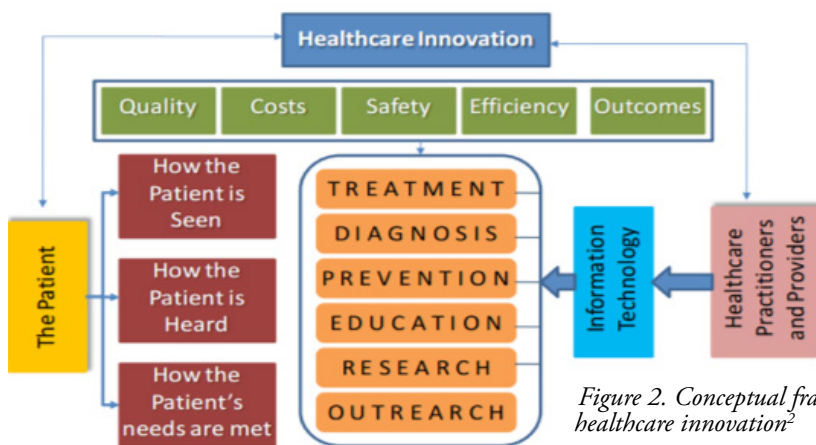 Healthcare Innovation
Quality
Costs
Safety
Efficiency
Outcomes
How the
Patient is
Seen
How the
Patient is
Heard
How the
Patient's
needs are met
The Patient
TREATMENT
DIAGNOSIS
PREVENTION
EDUCATION
RESEARCH
OUTREARCH
Information
Technology
Healthcare
Practitioners
and Providers
Figure 2. Conceptual
healthcare innovation2